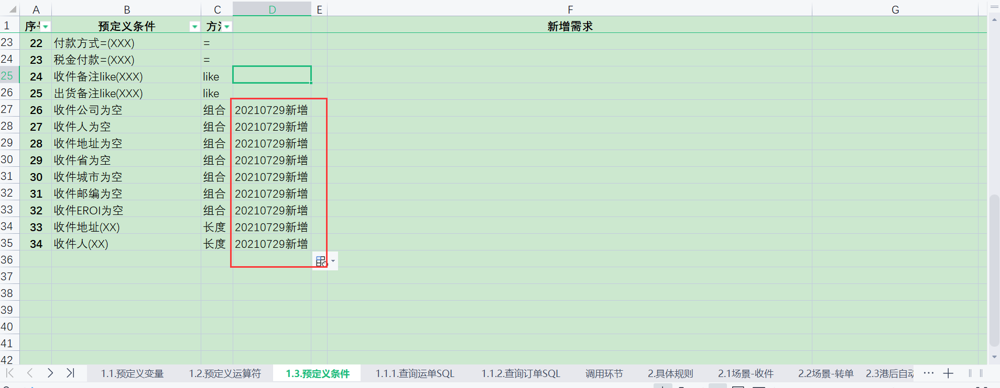 A B C D E F G
1 序号 预定义条件 方法 新增需求
23 22 付款方式=(XXX) =
24 23 税金付款=(XXX) =
25 24 收件备注like(XXX) like
26 25 出货备注like(XXX) like
27 26 收件公司为空 组合 20210729新增
28 27 收件人为空 组合 20210729新增
29 28 收件地址为空 组合 20210729新增
30 29 收件省为空 组合 20210729新增
31 30 收件城市为空 组合 20210729新增
32 31 收件邮编为空 组合 20210729新增
33 32 收件EROI为空 组合 20210729新增
34 33 收件地址(XX) 长度 20210729新增
35 34 收件人(XX) 长度 20210729新增
36
37
38
39
40
41
42
1.1.预定义变量 1.2.预定义运算符 1.3.预定义条件 1.1.1.查询运单SQL 1.1.2.查询订单SQL 调用环节 2.具体规则 2.1场景-收件 2.2场景-转单 2.3港后自动 ···